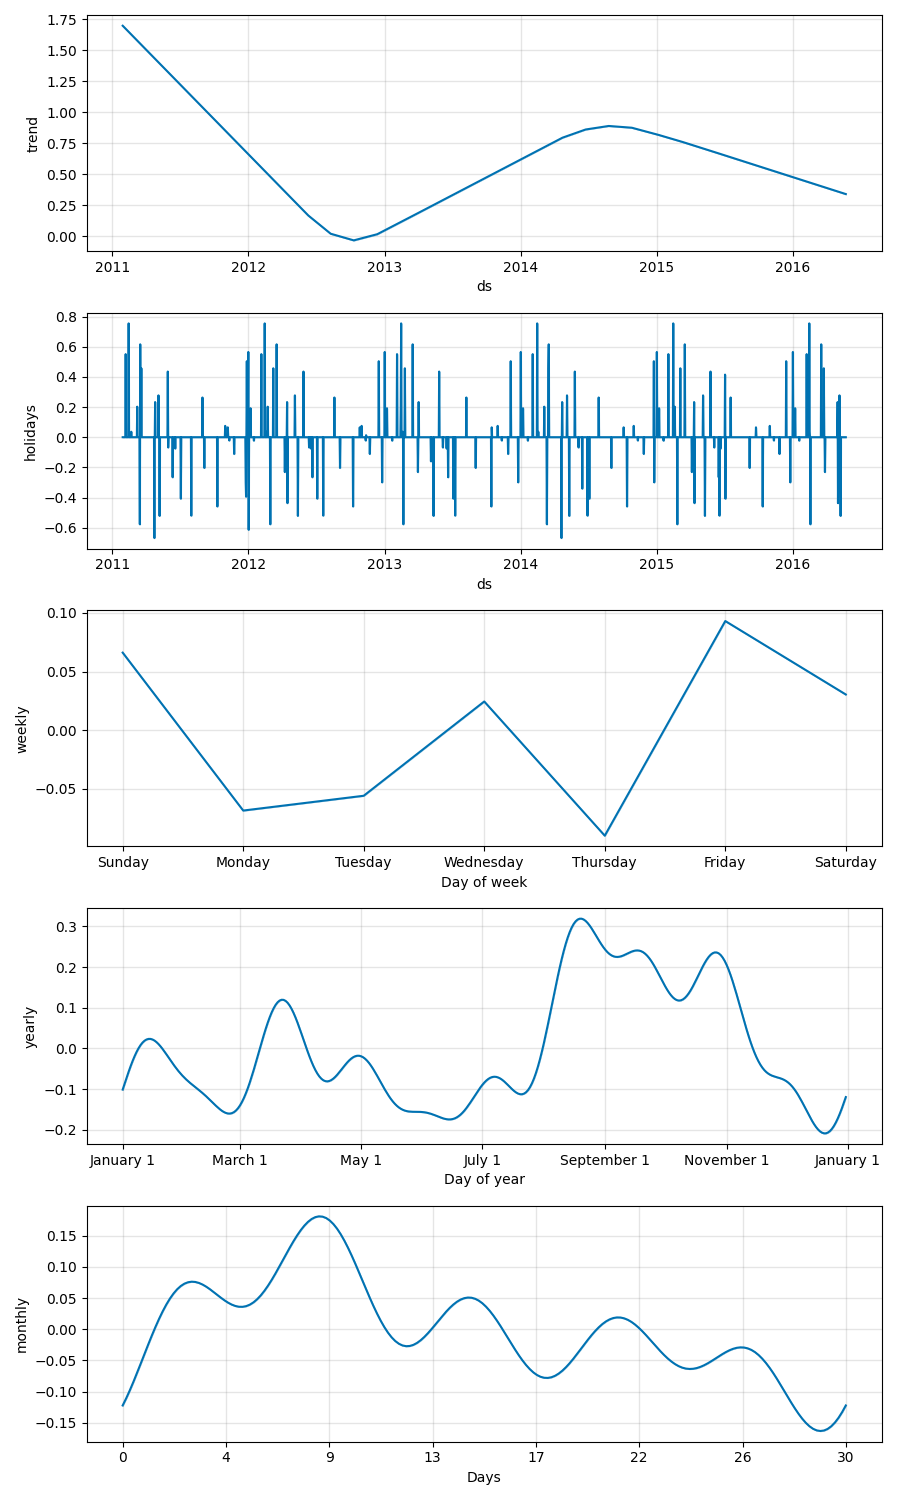 1.75
1.50
1.25
1.00
0.75
0.50
0.25
0.00
trend
2011 2012 2013 2014 2015 2016
ds
0.8
0.6
0.4
0.2
0.0
−0.2
−0.4
−0.6
holidays
2011 2012 2013 2014 2015 2016
ds
0.10
0.05
0.00
−0.05
weekly
Sunday Monday Tuesday Wednesday Thursday Friday Saturday
Day of week
0.3
0.2
0.1
0.0
−0.1
−0.2
yearly
January 1 March 1 May 1 July 1 September 1 November 1 January 1
Day of year
0.15
0.10
0.05
0.00
−0.05
−0.10
−0.15
monthly
0 4 9 13 17 22 26 30
Days